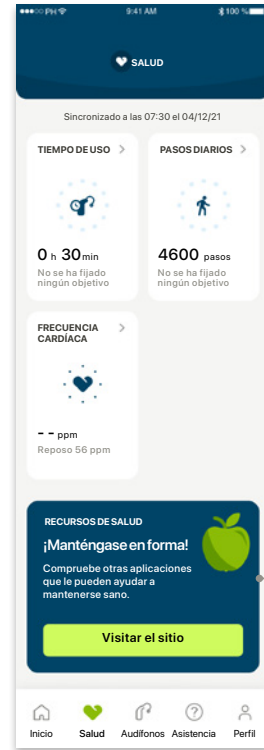 PH 9:41 AM 100 %
SALUD
Sincronizado a las 07:30 el 04/12/21
TIEMPO DE USO
PASOS DIARIOS
0 h 30 min
4600 pasos
No se ha fijado
ningún objetivo
No se ha fijado
ningún objetivo
FRECUENCIA
CARDÍACA
-- ppm
Reposo 56 ppm
RECURSOS DE SALUD
¡Manténgase en forma!
Compruebe otras aplicaciones
que le pueden ayudar a
mantenerse sano.
Visitar el sitio
Inicio Salud Audífonos Asistencia Perfil